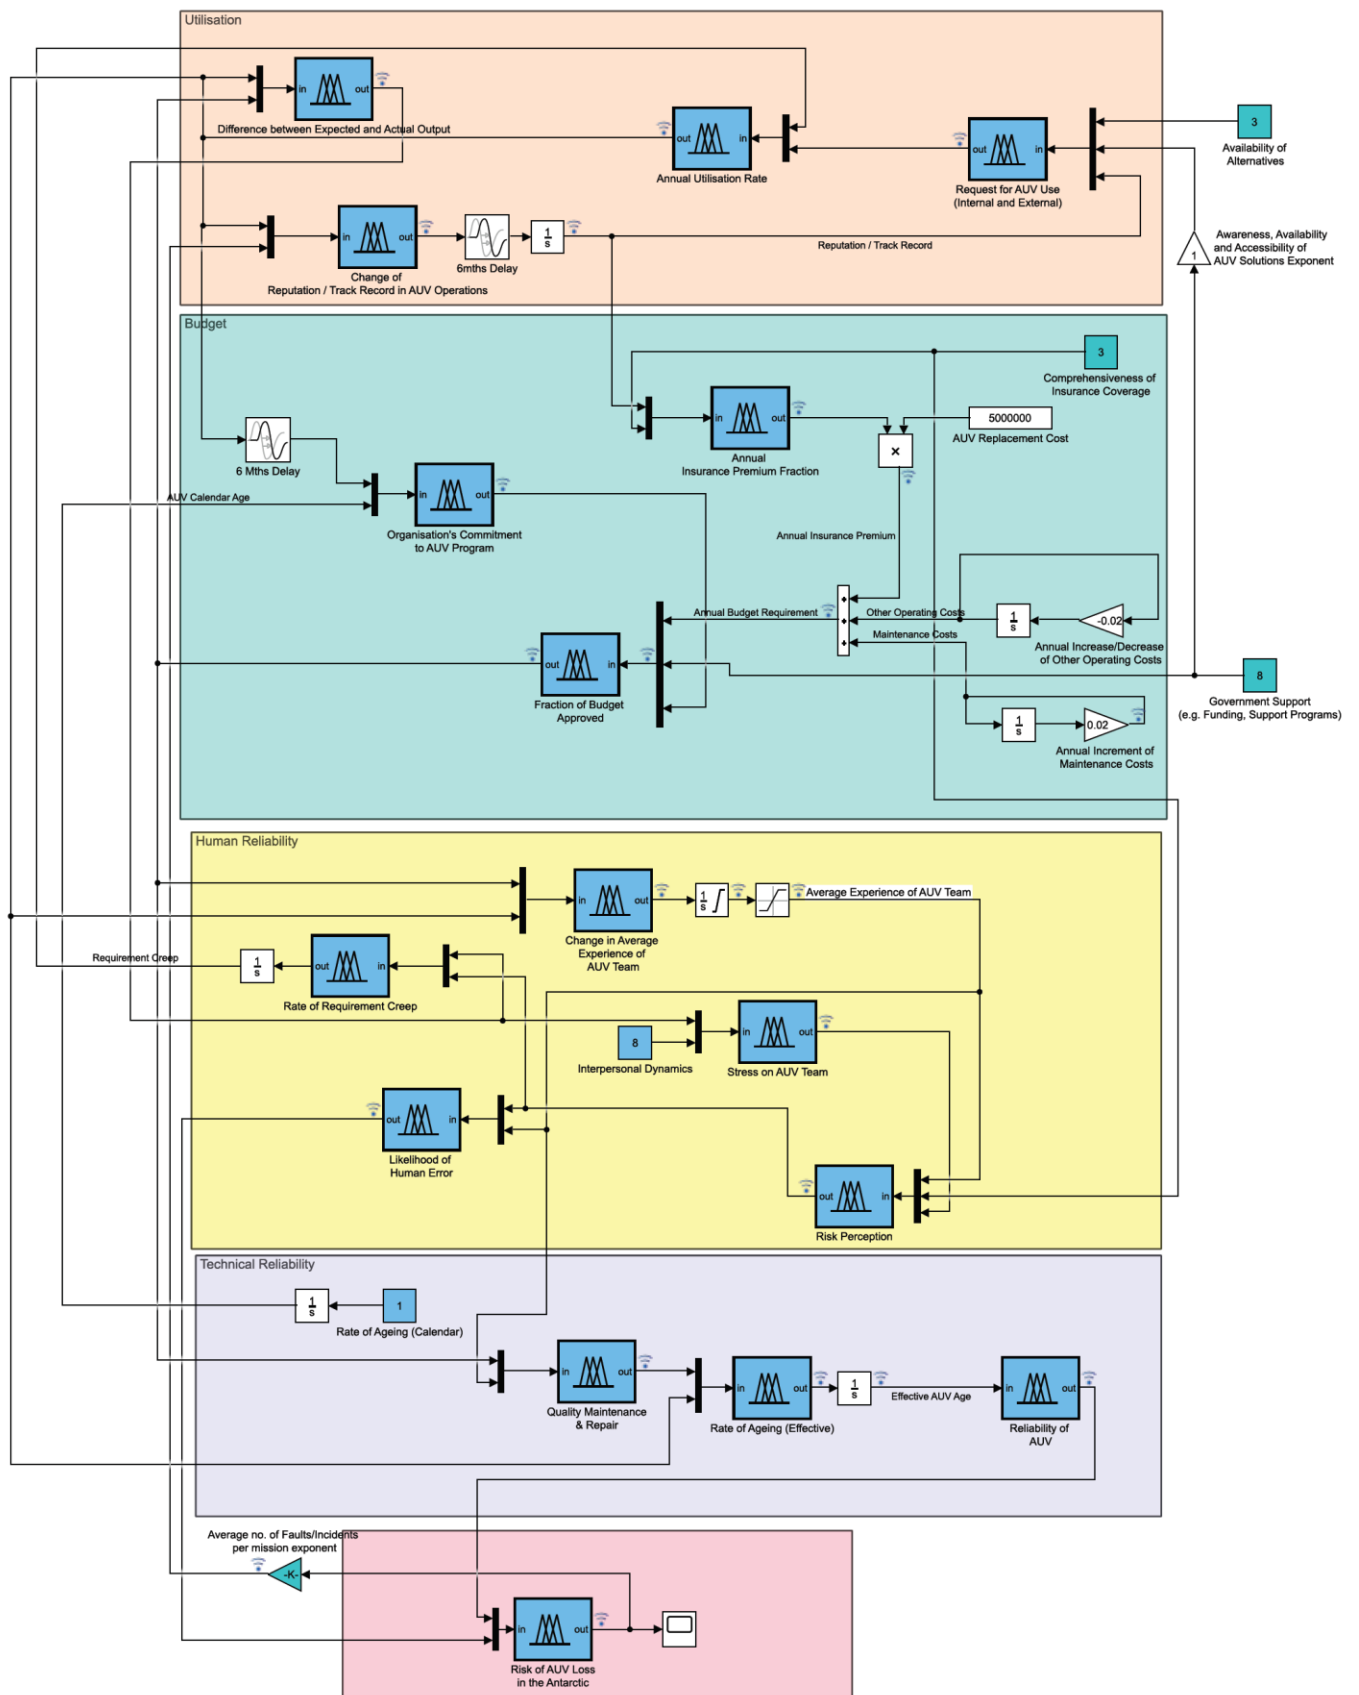 Utilisation
in
out
Difference between Expected and Actual Output
out
in
Annual Utilisation Rate
out
in
Request for AUV Use
(Internal and External)
3
Availability of
Alternatives
in
out
Change of
Reputation / Track Record in AUV Operations
6mths Delay
1
s
Reputation / Track Record
1
Awareness, Availability
and Accessibility of
AUV Solutions Exponent
Budget
3
Comprehensiveness of
Insurance Coverage
in
out
Annual
Insurance Premium Fraction
5000000
AUV Replacement Cost
×
6 Mths Delay
AUV Calendar Age
in
out
Organisation's Commitment
to AUV Program
Annual Insurance Premium
+
+
+
Annual Budget Requirement
Other Operating Costs
Maintenance Costs
1
s
-0.02
Annual Increase/Decrease
of Other Operating Costs
out
in
Fraction of Budget
Approved
8
Government Support
(e.g. Funding, Support Programs)
1
s
0.02
Annual Increment of
Maintenance Costs
Human Reliability
in
out
Change in Average
Experience of
AUV Team
1
s
Average Experience of AUV Team
Requirement Creep
1
s
out
in
Rate of Requirement Creep
8
Interpersonal Dynamics
in
out
Stress on AUV Team
out
in
Likelihood of
Human Error
out
in
Risk Perception
Technical Reliability
1
s
1
Rate of Ageing (Calendar)
in
out
Quality Maintenance
& Repair
in
out
Rate of Ageing (Effective)
1
s
Effective AUV Age
in
out
Reliability of
AUV
Average no. of Faults/Incidents
per mission exponent
-K-
in
out
Risk of AUV Loss
in the Antarctic